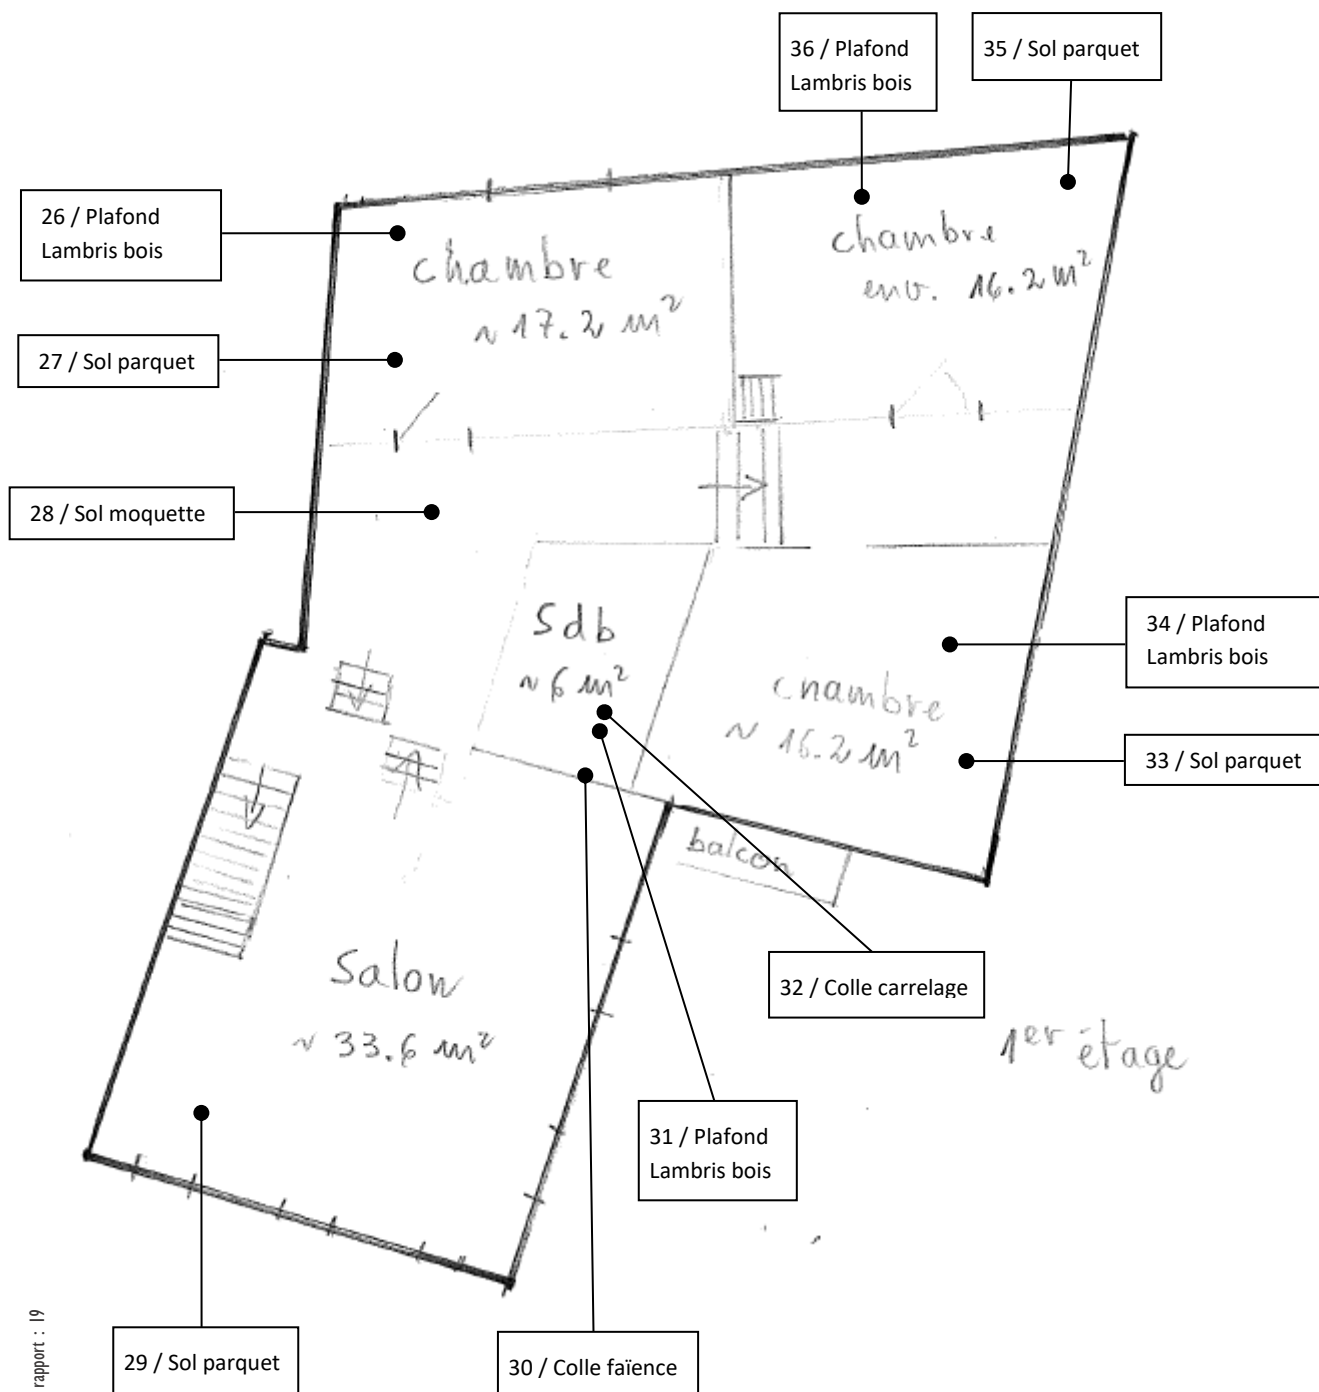 36 / Plafond
Lambris bois
35 / Sol parquet
26 / Plafond
Lambris bois
chambre
~ 17.2 m²
chambre
env. 16.2 m²
27 / Sol parquet
28 / Sol moquette
Sdb
~ 6 m²
34 / Plafond
Lambris bois
chambre
~ 16.2 m²
33 / Sol parquet
balcon
Salon
~ 33.6 m²
32 / Colle carrelage
1er étage
31 / Plafond
Lambris bois
29 / Sol parquet
30 / Colle faïence
rapport : 19